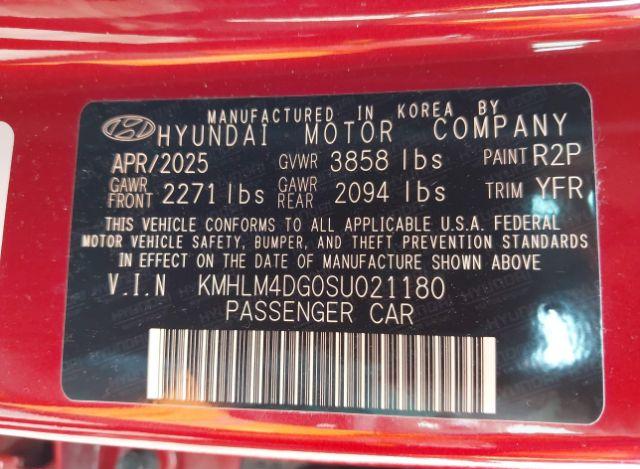 MANUFACTURED IN KOREA BY
HYUNDAI MOTOR COMPANY
APR/2025 GVWR 3858 lbs PAINT R2P
GAWR FRONT 2271 lbs GAWR REAR 2094 lbs TRIM YFR
THIS VEHICLE CONFORMS TO ALL APPLICABLE U.S.A. FEDERAL
MOTOR VEHICLE SAFETY, BUMPER, AND THEFT PREVENTION STANDARDS
IN EFFECT ON THE DATE OF MANUFACTURE SHOWN ABOVE
V.I.N KMHLM4DG0SU021180
PASSENGER CAR